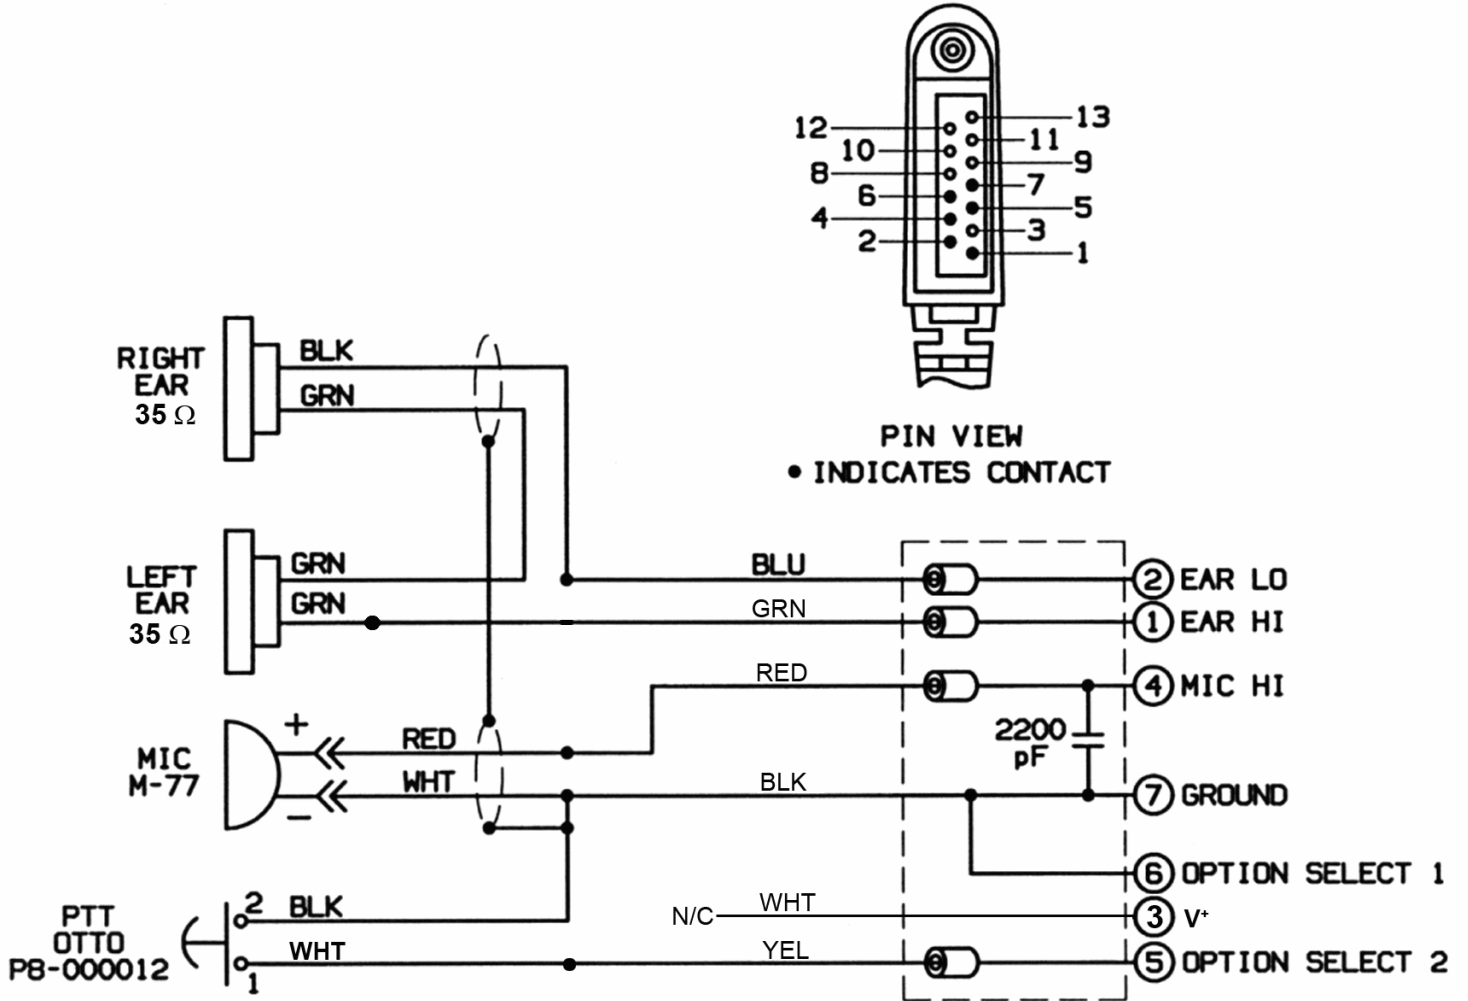 12
13
10
11
8
9
6
7
4
5
2
3
1
PIN VIEW
• INDICATES CONTACT
RIGHT
EAR
35 Ω
BLK
GRN
LEFT
EAR
35 Ω
GRN
GRN
BLU
GRN
2 EAR LO
1 EAR HI
RED
4 MIC HI
2200
pF
MIC
M-77
+
−
RED
WHT
BLK
7 GROUND
6 OPTION SELECT 1
N/C
WHT
3 V+
PTT
OTTO
P8-000012
2
BLK
WHT
1
YEL
5 OPTION SELECT 2